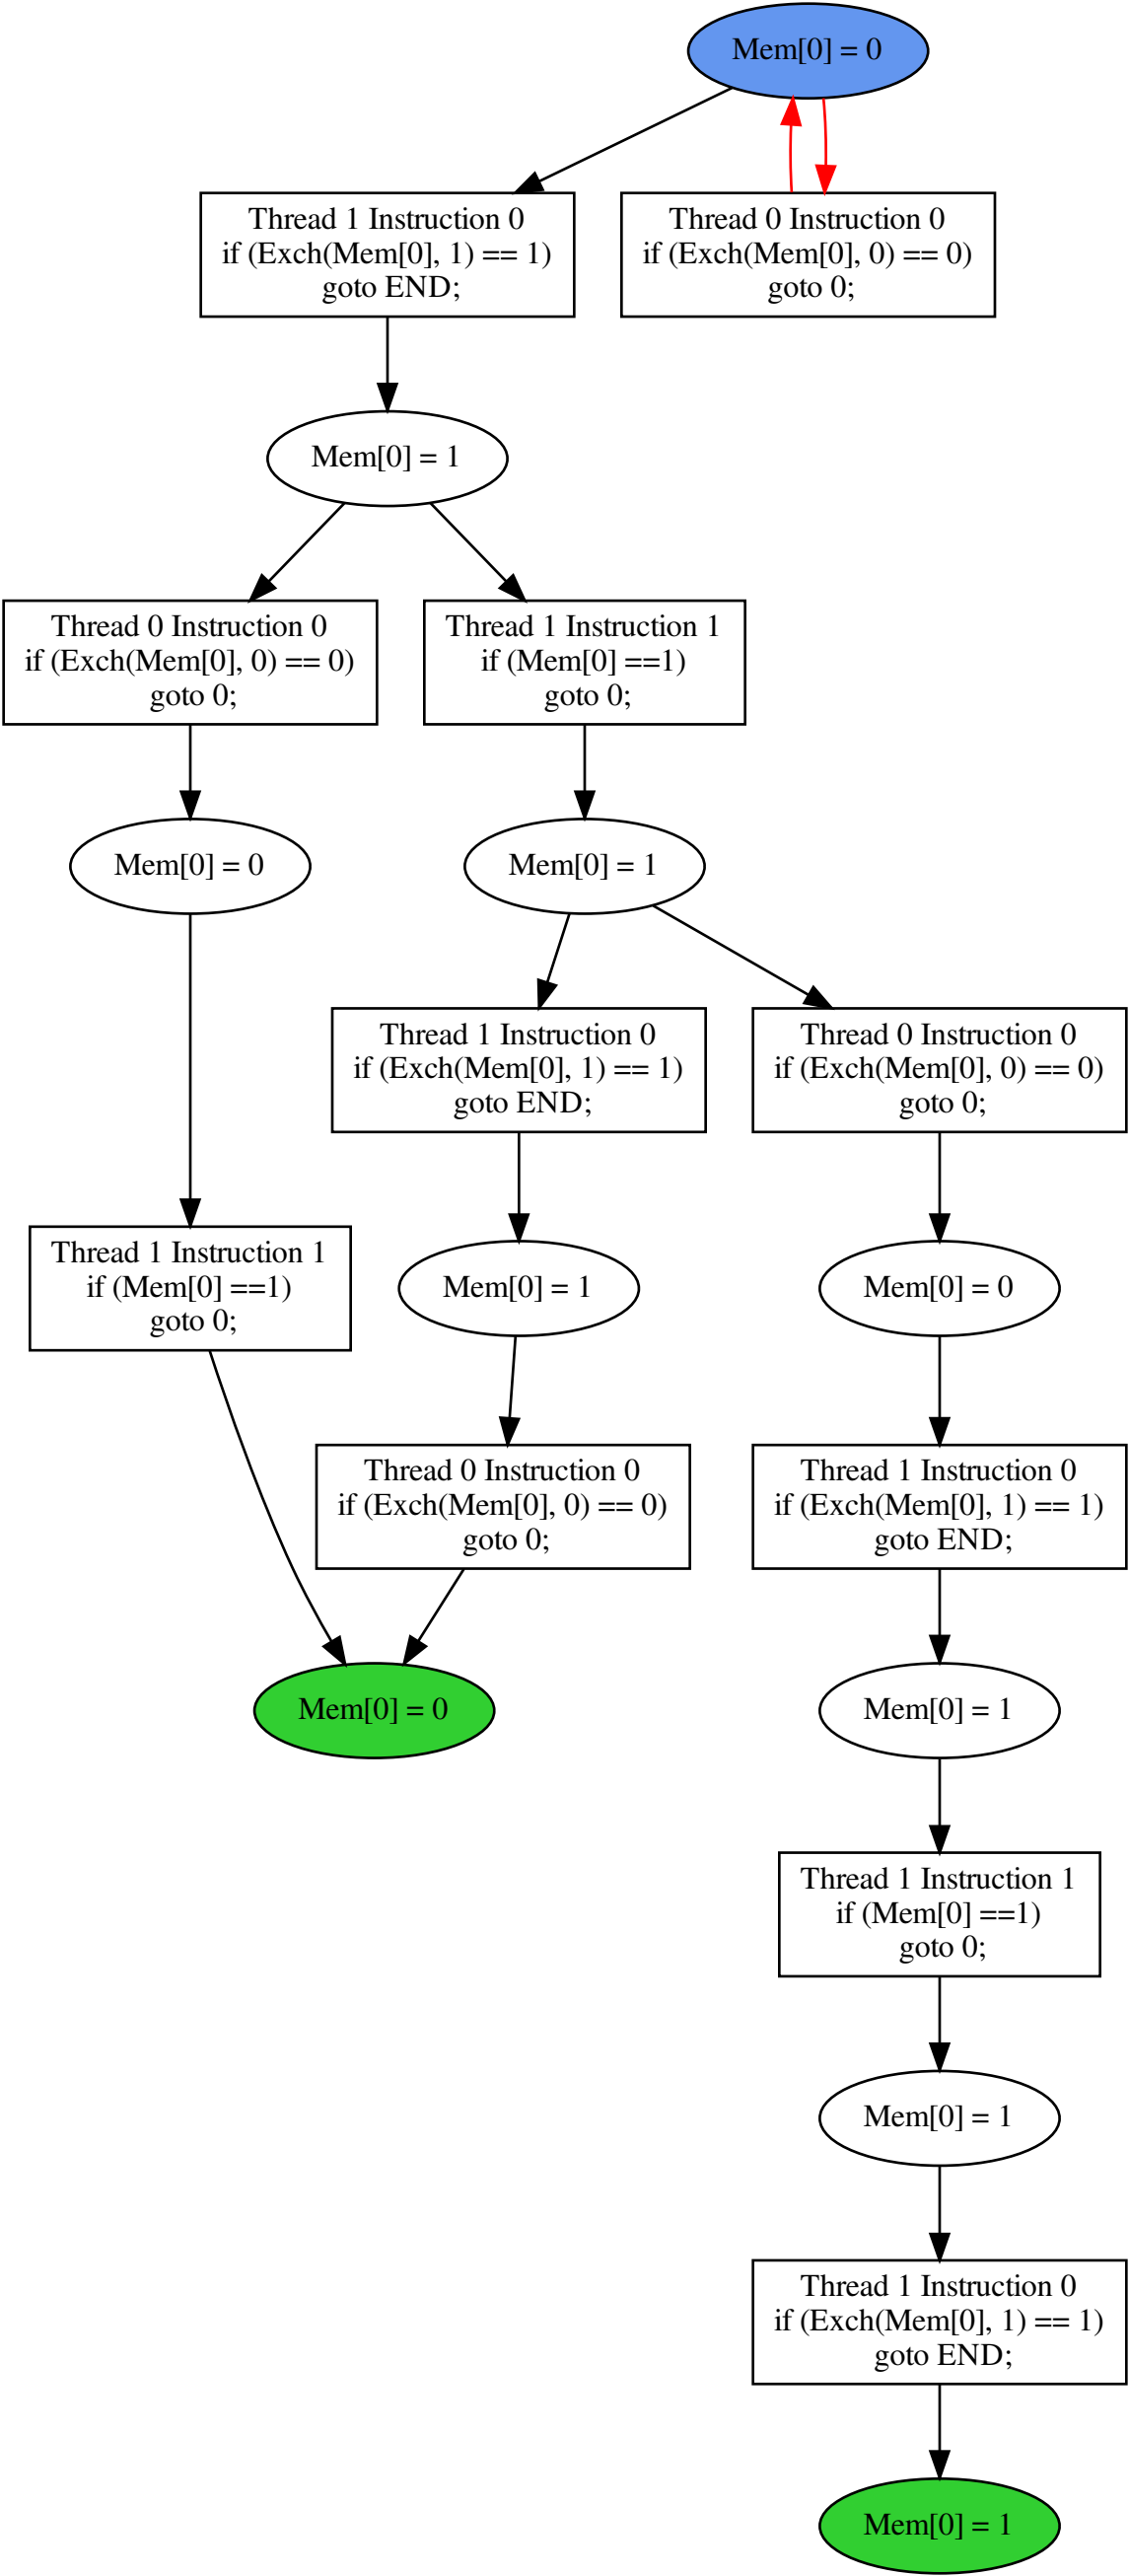 Mem[0] = 0
Thread 1 Instruction 0
if (Exch(Mem[0], 1) == 1)
goto END;
Thread 0 Instruction 0
if (Exch(Mem[0], 0) == 0)
goto 0;
Mem[0] = 1
Thread 0 Instruction 0
if (Exch(Mem[0], 0) == 0)
goto 0;
Thread 1 Instruction 1
if (Mem[0] ==1)
goto 0;
Mem[0] = 0
Mem[0] = 1
Thread 1 Instruction 0
if (Exch(Mem[0], 1) == 1)
goto END;
Thread 0 Instruction 0
if (Exch(Mem[0], 0) == 0)
goto 0;
Thread 1 Instruction 1
if (Mem[0] ==1)
goto 0;
Mem[0] = 1
Mem[0] = 0
Thread 0 Instruction 0
if (Exch(Mem[0], 0) == 0)
goto 0;
Thread 1 Instruction 0
if (Exch(Mem[0], 1) == 1)
goto END;
Mem[0] = 0
Mem[0] = 1
Thread 1 Instruction 1
if (Mem[0] ==1)
goto 0;
Mem[0] = 1
Thread 1 Instruction 0
if (Exch(Mem[0], 1) == 1)
goto END;
Mem[0] = 1